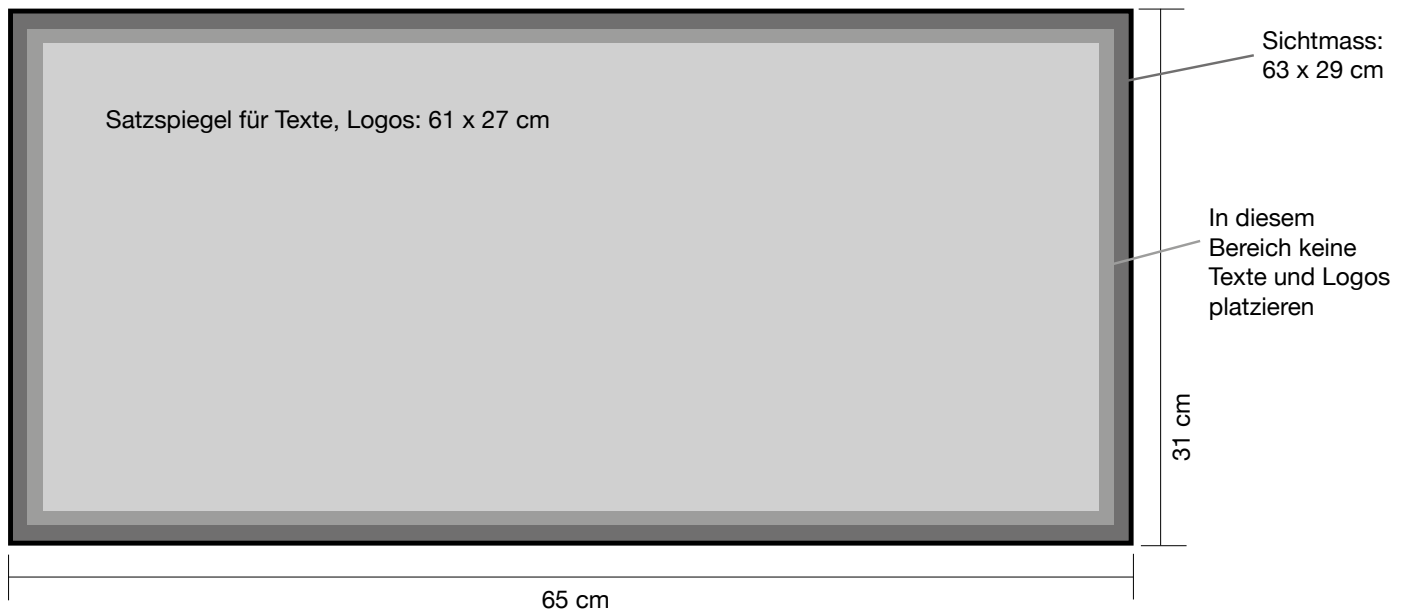 Sichtmass:
63 x 29 cm
Satzspiegel für Texte, Logos: 61 x 27 cm
In diesem
Bereich keine
Texte und Logos
platzieren
31 cm
65 cm